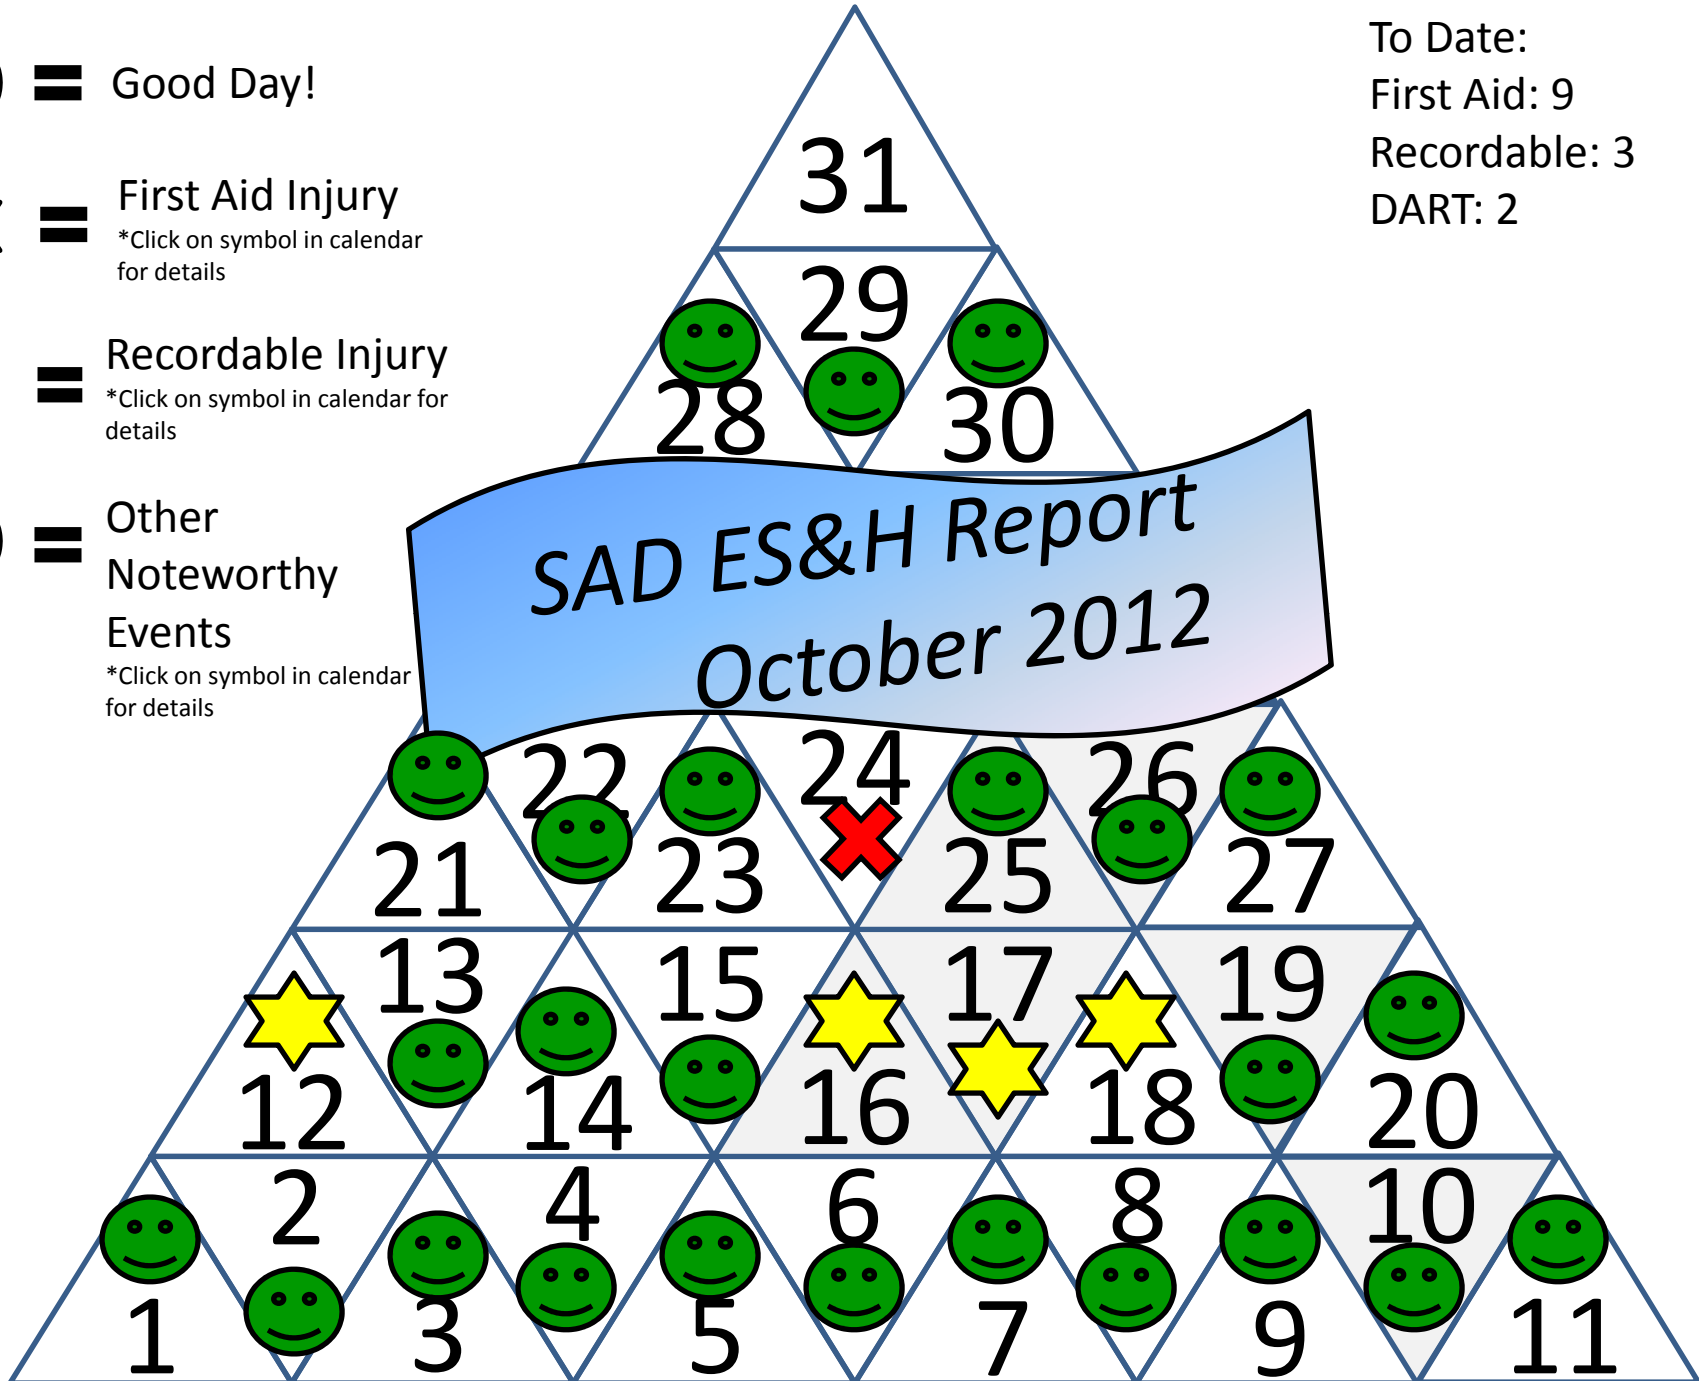 = Good Day!
= First Aid Injury
*Click on symbol in calendar
for details
= Recordable Injury
*Click on symbol in calendar for
details
= Other
Noteworthy
Events
*Click on symbol in calendar
for details
To Date:
First Aid: 9
Recordable: 3
DART: 2
31
29
28 30
SAD ES&H Report
October 2012
22 24 26
21 23 25 27
13 15 17 19
12 14 16 18 20
2 4 6 8 10
1 3 5 7 9 11